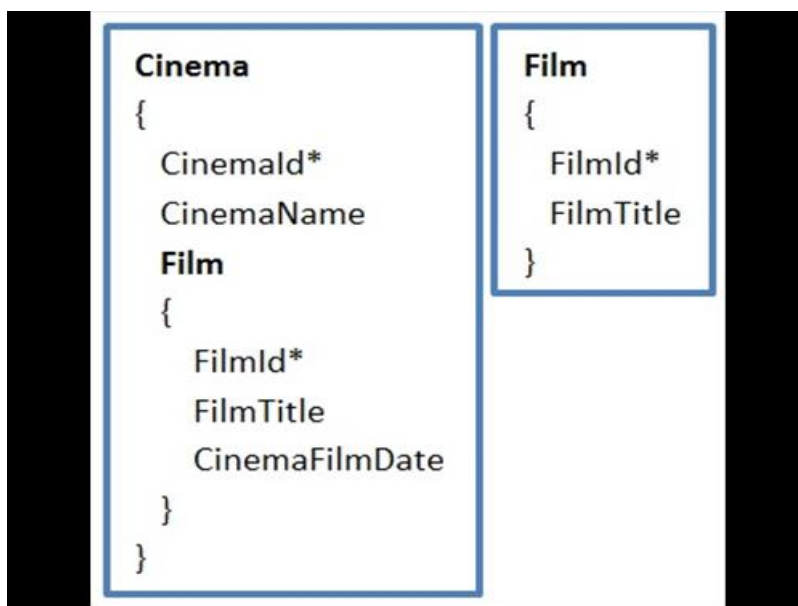 Cinema
{
CinemaId*
CinemaName
Film
{
FilmId*
FilmTitle
CinemaFilmDate
}
}
Film
{
FilmId*
FilmTitle
}